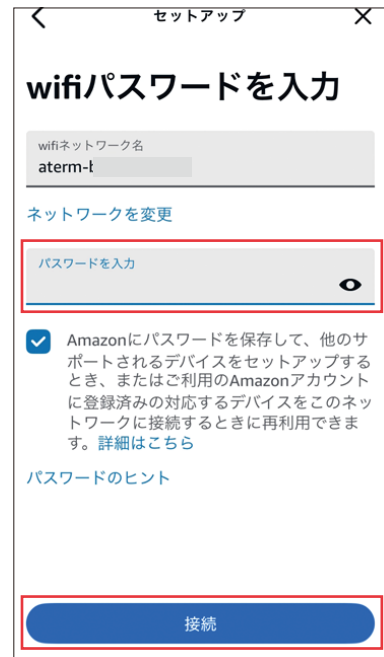 セットアップ
wifiパスワードを入力
wifiネットワーク名
aterm-
ネットワークを変更
パスワードを入力
Amazonにパスワードを保存して、他のサ
ポートされるデバイスをセットアップする
とき、またはご利用のAmazonアカウント
に登録済みの対応するデバイスをこのネッ
トワークに接続するときに再利用できま
す。詳細はこちら
パスワードのヒント
接続